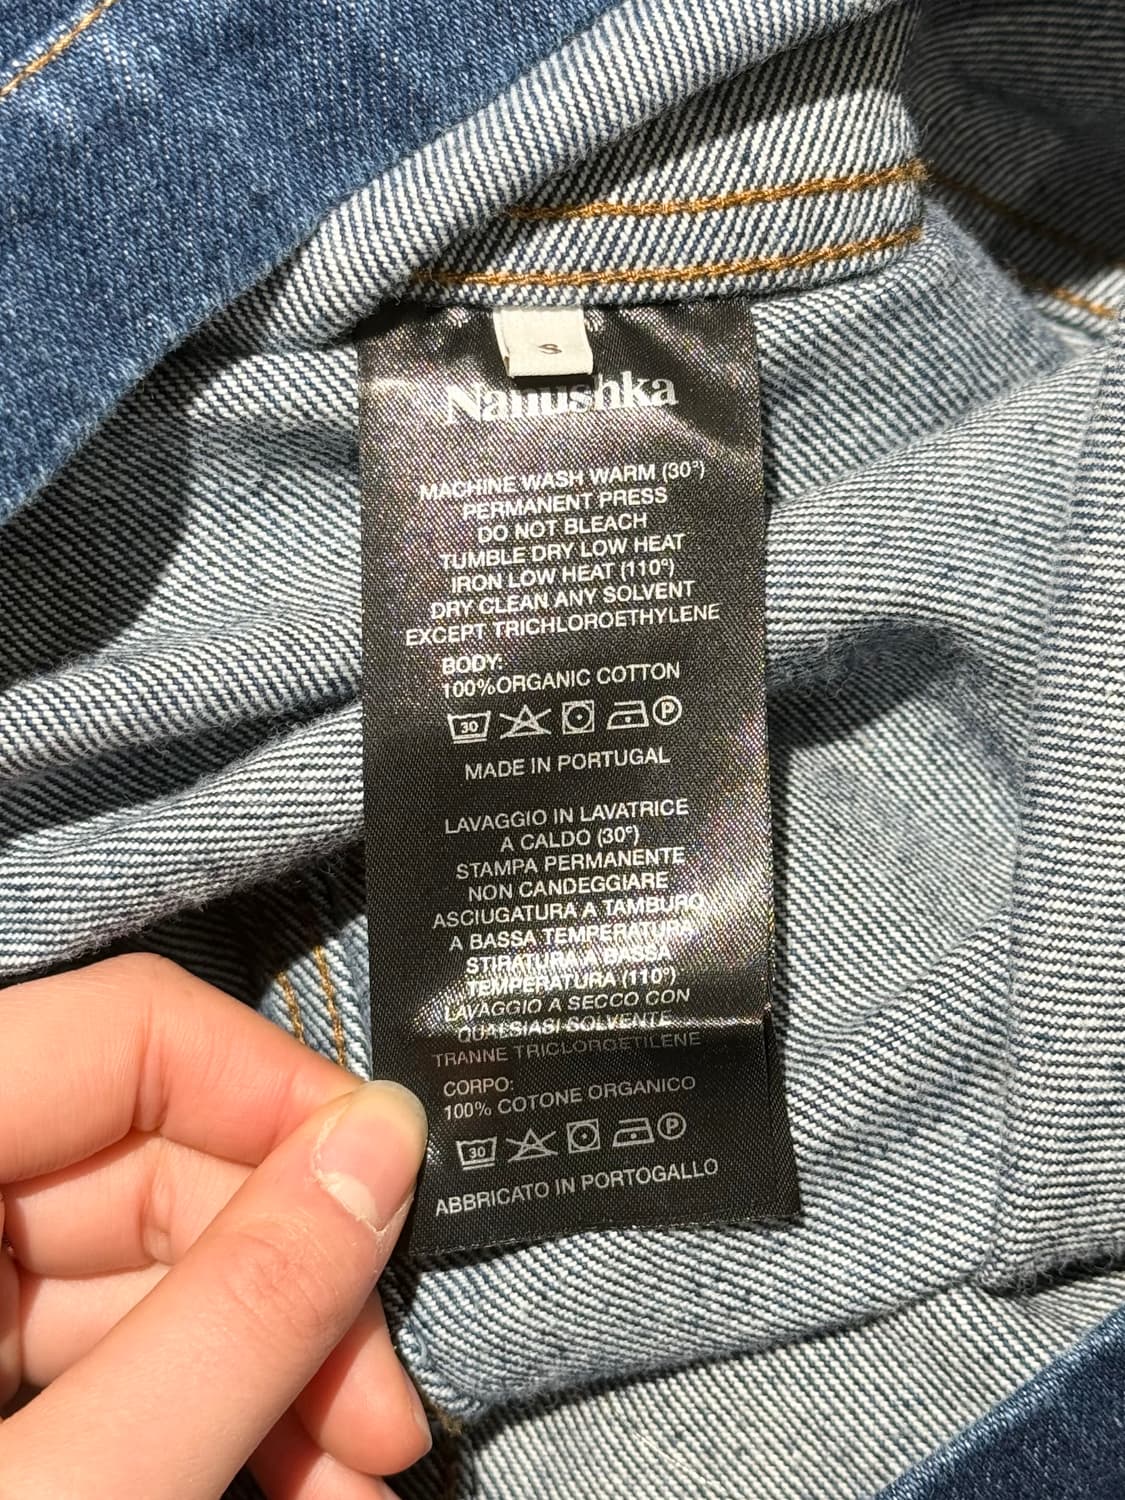 S
Nanushka
MACHINE WASH WARM (30°)
PERMANENT PRESS
DO NOT BLEACH
TUMBLE DRY LOW HEAT
IRON LOW HEAT (110°)
DRY CLEAN ANY SOLVENT
EXCEPT TRICHLOROETHYLENE
BODY:
100%ORGANIC COTTON
30 P
MADE IN PORTUGAL
LAVAGGIO IN LAVATRICE
A CALDO (30°)
STAMPA PERMANENTE
NON CANDEGGIARE
ASCIUGATURA A TAMBURO
A BASSA TEMPERATURA
STIRATURA A BASSA
TEMPERATURA (110°)
LAVAGGIO A SECCO CON
QUALSIASI SOLVENTE
TRANNE TRICLOROETILENE
CORPO:
100% COTONE ORGANICO
30 P
ABBRICATO IN PORTOGALLO